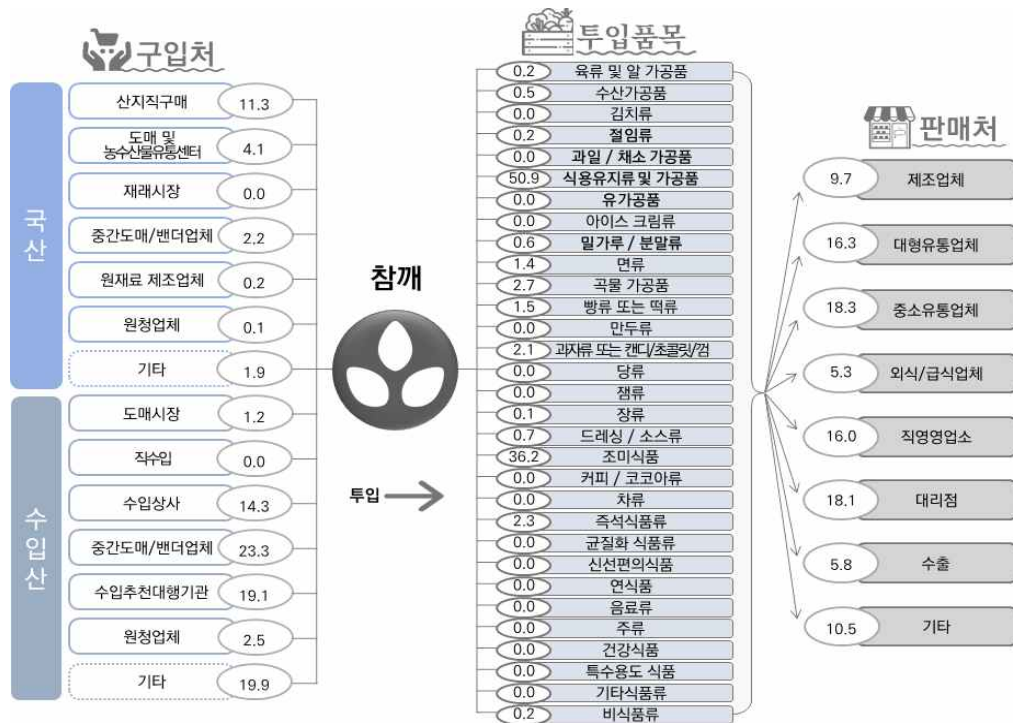 구입처
국산
산지직구매 11.3
도매 및
농수산물유통센터 4.1
재래시장 0.0
중간도매/밴더업체 2.2
원재료 제조업체 0.2
원청업체 0.1
기타 1.9
수입산
도매시장 1.2
직수입 0.0
수입상사 14.3
중간도매/밴더업체 23.3
수입추천대행기관 19.1
원청업체 2.5
기타 19.9
참깨
투입
투입품목
0.2 육류 및 알 가공품
0.5 수산가공품
0.0 김치류
0.2 절임류
0.0 과일 / 채소 가공품
50.9 식용유지류 및 가공품
0.0 유가공품
0.0 아이스 크림류
0.6 밀가루 / 분말류
1.4 면류
2.7 곡물 가공품
1.5 빵류 또는 떡류
0.0 만두류
2.1 과자류 또는 캔디/초콜릿/껌
0.0 당류
0.0 잼류
0.1 장류
0.7 드레싱 / 소스류
36.2 조미식품
0.0 커피 / 코코아류
0.0 차류
2.3 즉석식품류
0.0 균질화 식품류
0.0 신선편의식품
0.0 연식품
0.0 음료류
0.0 주류
0.0 건강식품
0.0 특수용도 식품
0.0 기타식품류
0.2 비식품류
판매처
9.7 제조업체
16.3 대형유통업체
18.3 중소유통업체
5.3 외식/급식업체
16.0 직영영업소
18.1 대리점
5.8 수출
10.5 기타